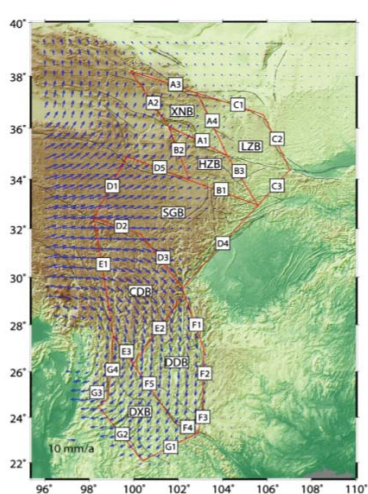 40°
38°
A3
A2
XNB
C1
A4
36°
A1
C2
B2
LZB
HZB
D5
B3
34°
D1
B1
C3
SGB
D2
32°
D4
D3
E1
30°
CDB
28°
E2
F1
E3
DDB
G4
F2
26°
F5
G3
DXB
24°
F3
F4
G2
10 mm/a
G1
22°
96°
98°
100°
102°
104°
106°
108°
110°